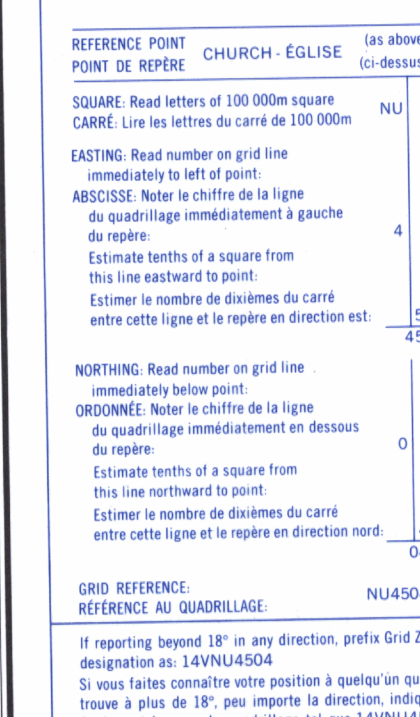 REFERENCE POINT CHURCH - ÉGLISE (as above
POINT DE REPÈRE (ci-dessus
SQUARE: Read letters of 100 000m square NU
CARRÉ: Lire les lettres du carré de 100 000m
EASTING: Read number on grid line
immediately to left of point:
ABSCISSE: Noter le chiffre de la ligne
du quadrillage immédiatement à gauche
du repère: 4
Estimate tenths of a square from
this line eastward to point:
Estimer le nombre de dixièmes du carré
entre cette ligne et le repère en direction est: 5
45
NORTHING: Read number on grid line
immediately below point:
ORDONNÉE: Noter le chiffre de la ligne
du quadrillage immédiatement en dessous
du repère: 0
Estimate tenths of a square from
this line northward to point:
Estimer le nombre de dixièmes du carré
entre cette ligne et le repère en direction nord:
0
GRID REFERENCE: NU450
RÉFÉRENCE AU QUADRILLAGE:
If reporting beyond 18° in any direction, prefix Grid Z
designation as: 14VNU4504
Si vous faites connaître votre position à quelqu'un qu
trouve à plus de 18°, peu importe la direction, indiq